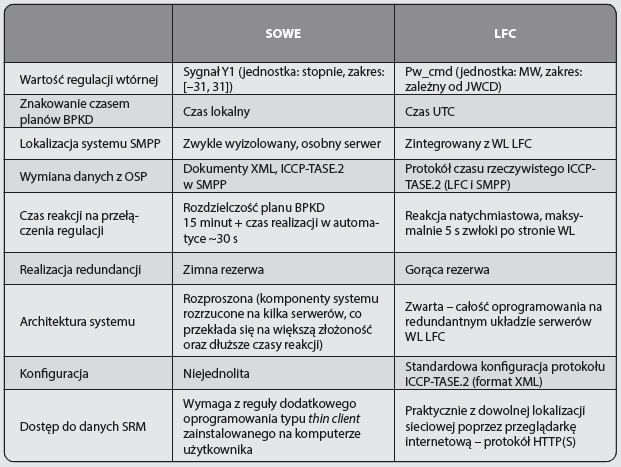 SOWE LFC
Wartość regulacji wtórnej
Sygnał Y1 (jednostka: stopnie, zakres:
[–31, 31])
Pw_cmd (jednostka: MW, zakres:
zależny od JWCD)
Znakowanie czasem
planów BPKD
Czas lokalny
Czas UTC
Lokalizacja systemu SMPP
Zwykle wyizolowany, osobny serwer
Zintegrowany z WL LFC
Wymiana danych z OSP
Dokumenty XML, ICCP-TASE.2
w SMPP
Protokół czasu rzeczywistego ICCP-
TASE.2 (LFC i SMPP)
Czas reakcji na przełą-
czenia regulacji
Rozdzielczość planu BPKD
15 minut + czas realizacji w automa-
tyce ~30 s
Reakcja natychmiastowa, maksy-
malnie 5 s zwłoki po stronie WL
Realizacja redundancji
Zimna rezerwa
Gorąca rezerwa
Architektura systemu
Rozproszona (komponenty systemu
rozrzucone na kilka serwerów, co
przekłada się na większą złożoność
oraz dłuższe czasy reakcji)
Zwarta – całość oprogramowania na
redundantnym układzie serwerów
WL LFC
Konfiguracja
Niejednolita
Standardowa konfiguracja protokołu
ICCP-TASE.2 (format XML)
Dostęp do danych SRM
Wymaga z reguły dodatkowego
oprogramowania typu thin client
zainstalowanego na komputerze
użytkownika
Praktycznie z dowolnej lokalizacji
sieciowej poprzez przeglądarkę
internetową – protokół HTTP(S)